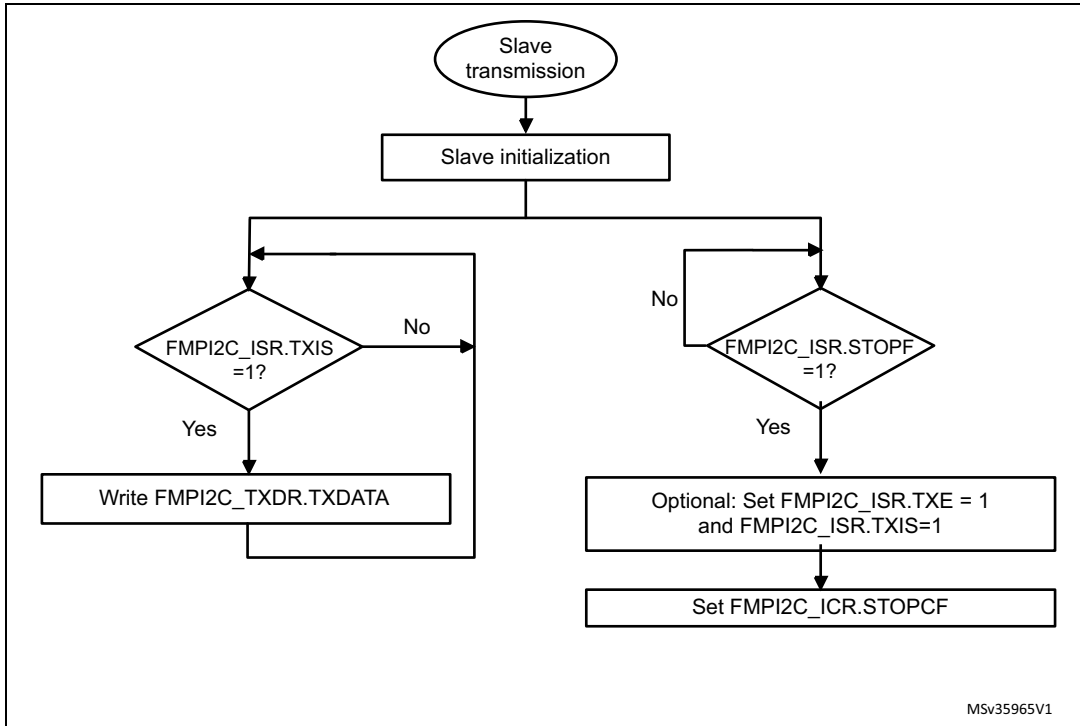 Slave
transmission
Slave initialization
No
FMPI2C_ISR.TXIS
=1?
Yes
Write FMPI2C_TXDR.TXDATA
No
FMPI2C_ISR.STOPF
=1?
Yes
Optional: Set FMPI2C_ISR.TXE = 1
and FMPI2C_ISR.TXIS=1
Set FMPI2C_ICR.STOPCF
MSv35965V1